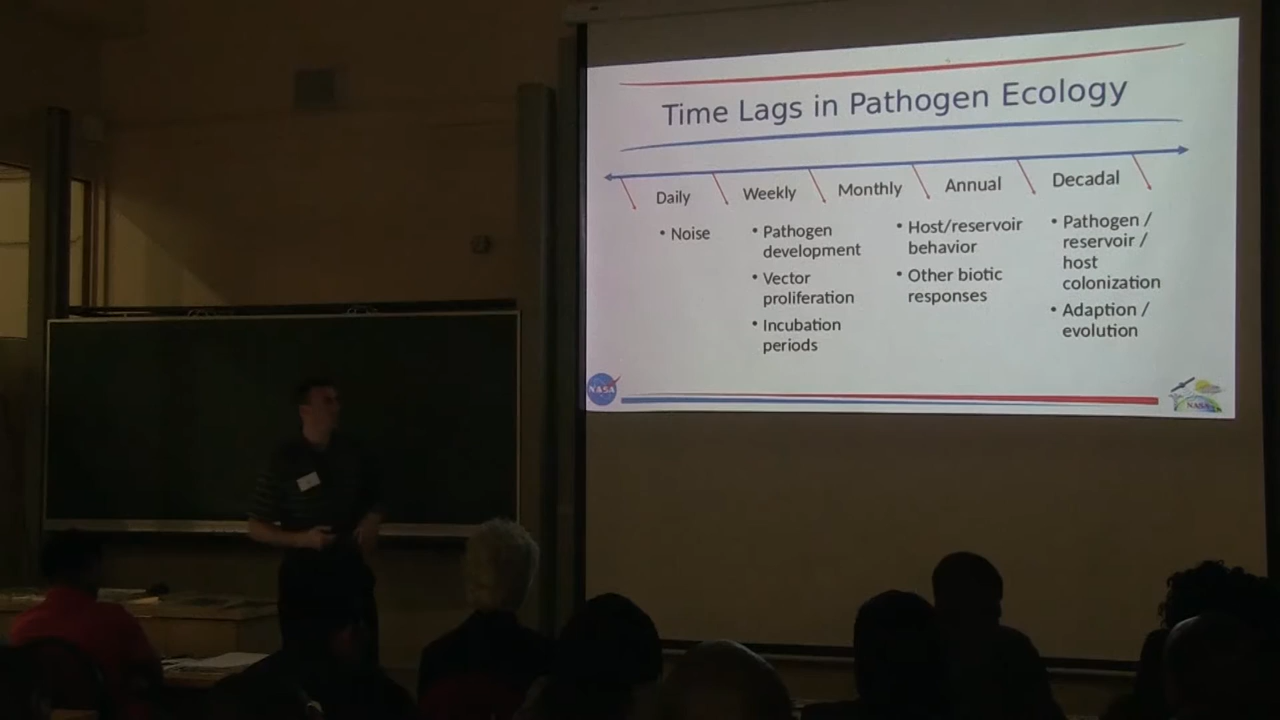 Time Lags in Pathogen Ecology
Daily
Weekly
Monthly
Annual
Decadal
• Noise
• Pathogen
development
• Vector
proliferation
• Incubation
periods
• Host/reservoir
behavior
• Other biotic
responses
• Pathogen /
reservoir /
host
colonization
• Adaption /
evolution
NASA
NASA